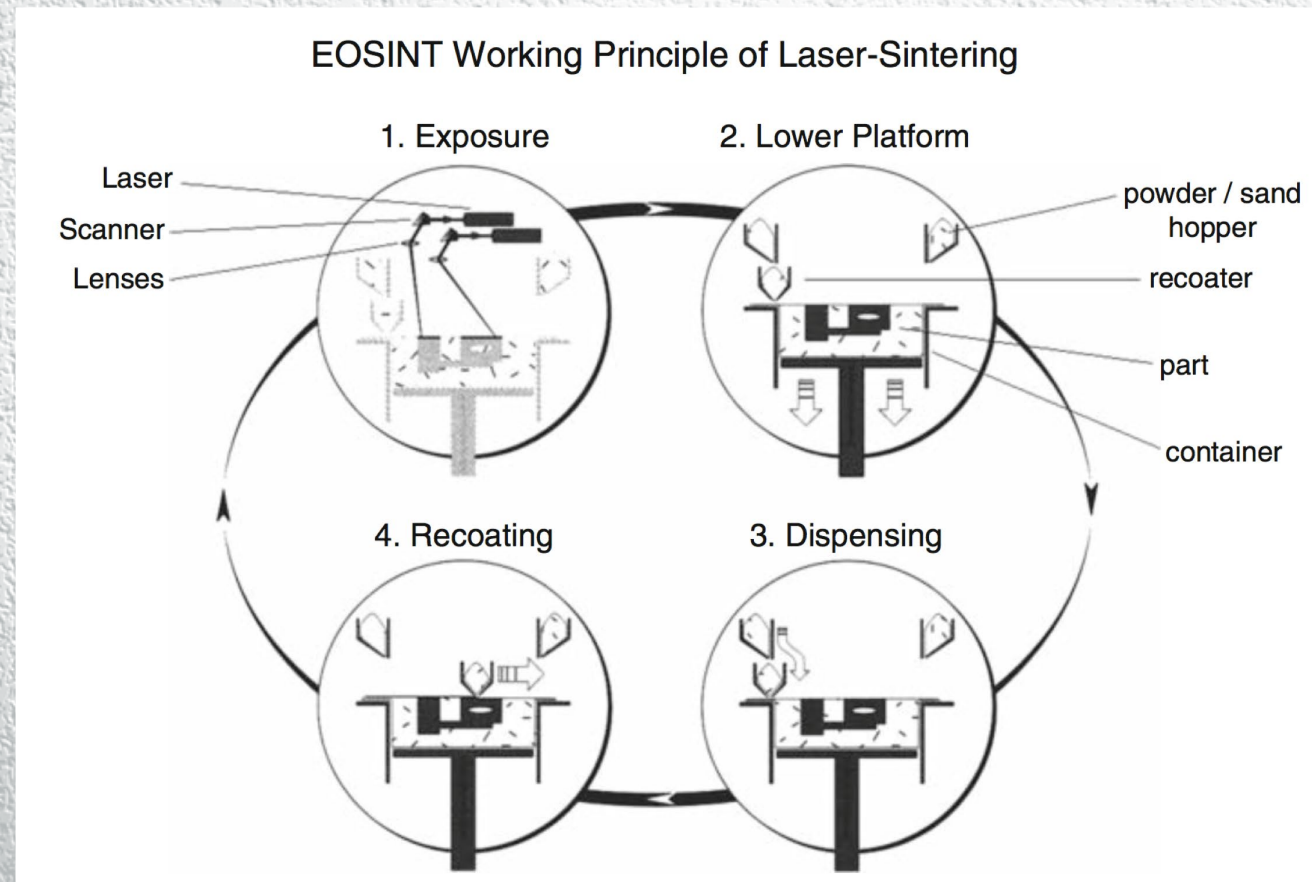 EOSINT Working Principle of Laser-Sintering
1. Exposure
2. Lower Platform
Laser
Scanner
Lenses
powder / sand
hopper
recoater
part
container
4. Recoating
3. Dispensing